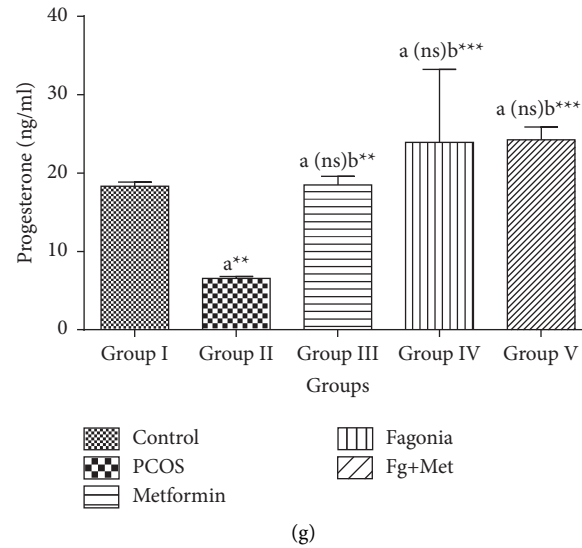 40
30
20
10
0
Progesterone (ng/ml)
a**
a (ns)b**
a (ns)b***
a (ns)b***
Group I Group II Group III Group IV Group V
Groups
Control
PCOS
Metformin
Fagonia
Fg+Met
(g)